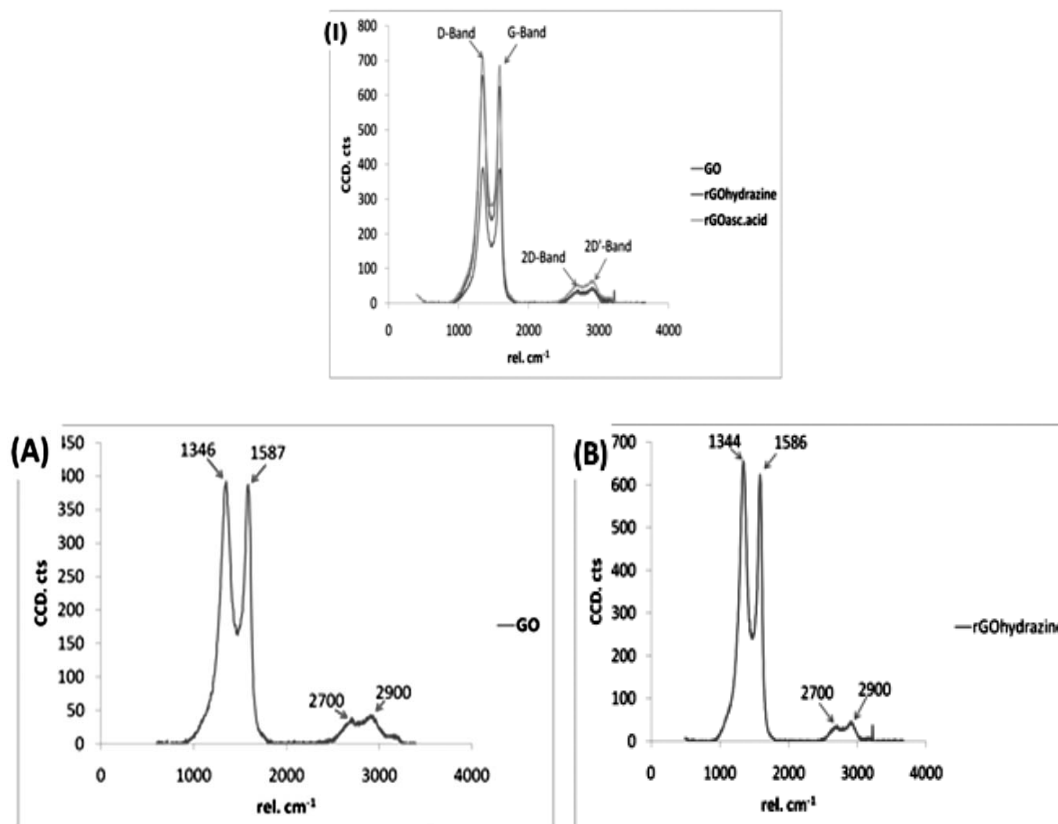 (I)
D-Band
G-Band
800
700
600
500
400
300
200
100
0
CCD. cts
2D-Band
2D'-Band
0
1000
2000
3000
4000
rel. cm⁻¹
GO
rGOhydrazine
rGOasc.acid
(A)
450
400
350
300
250
200
150
100
50
0
CCD. cts
1346
1587
2700
2900
0
1000
2000
3000
4000
rel. cm⁻¹
GO
(B)
700
600
500
400
300
200
100
0
CCD. cts
1344
1586
2700
2900
0
1000
2000
3000
4000
rel. cm⁻¹
rGOhydrazine